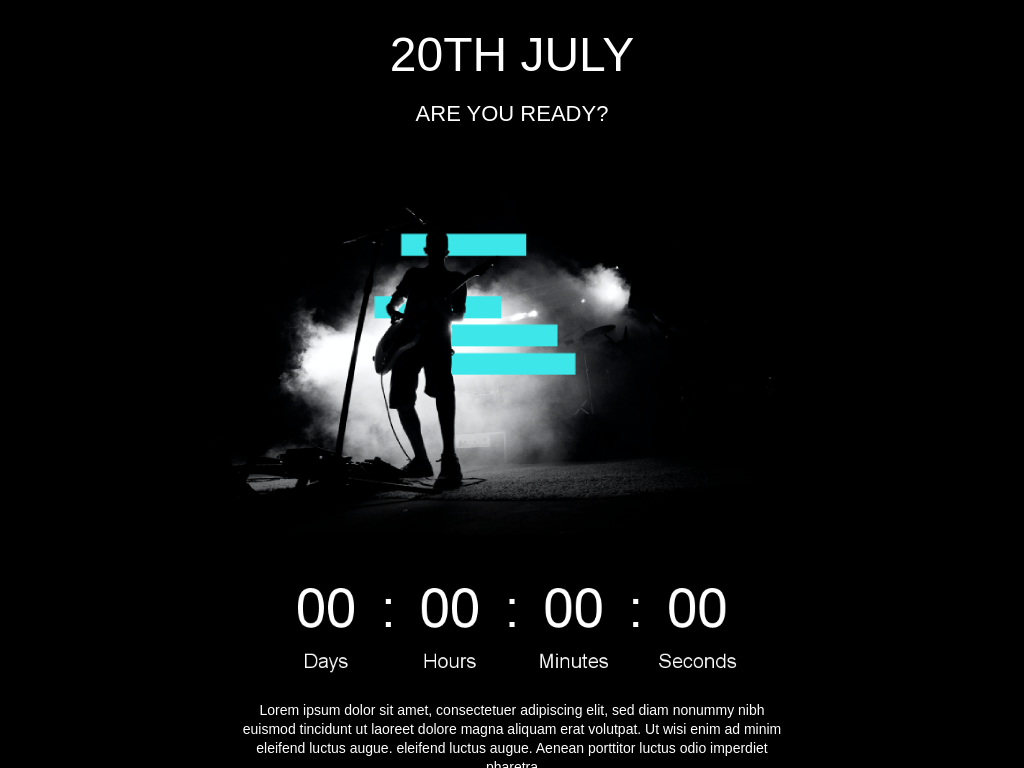 20TH JULY
ARE YOU READY?
00 : 00 : 00 : 00
Days Hours Minutes Seconds
Lorem ipsum dolor sit amet, consectetuer adipiscing elit, sed diam nonummy nibh
euismod tincidunt ut laoreet dolore magna aliquam erat volutpat. Ut wisi enim ad minim
eleifend luctus augue. eleifend luctus augue. Aenean porttitor luctus odio imperdiet
pharetra